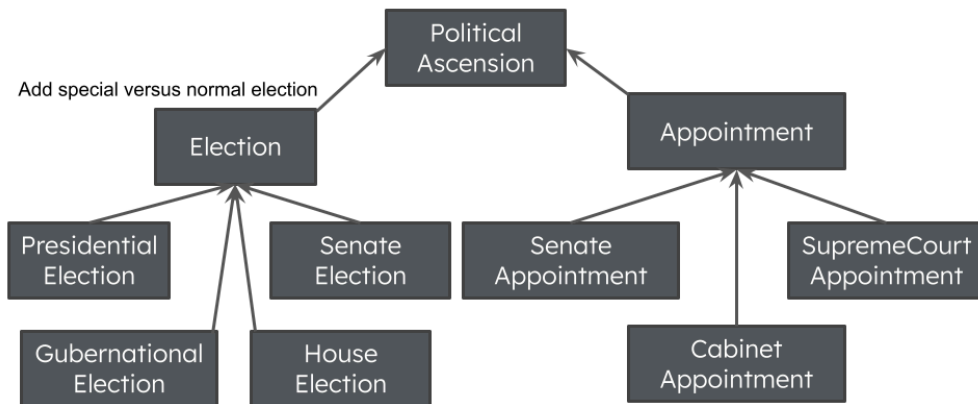 Political
Ascension
Add special versus normal election
Election
Appointment
Presidential
Election
Senate
Election
Senate
Appointment
SupremeCourt
Appointment
Gubernational
Election
House
Election
Cabinet
Appointment